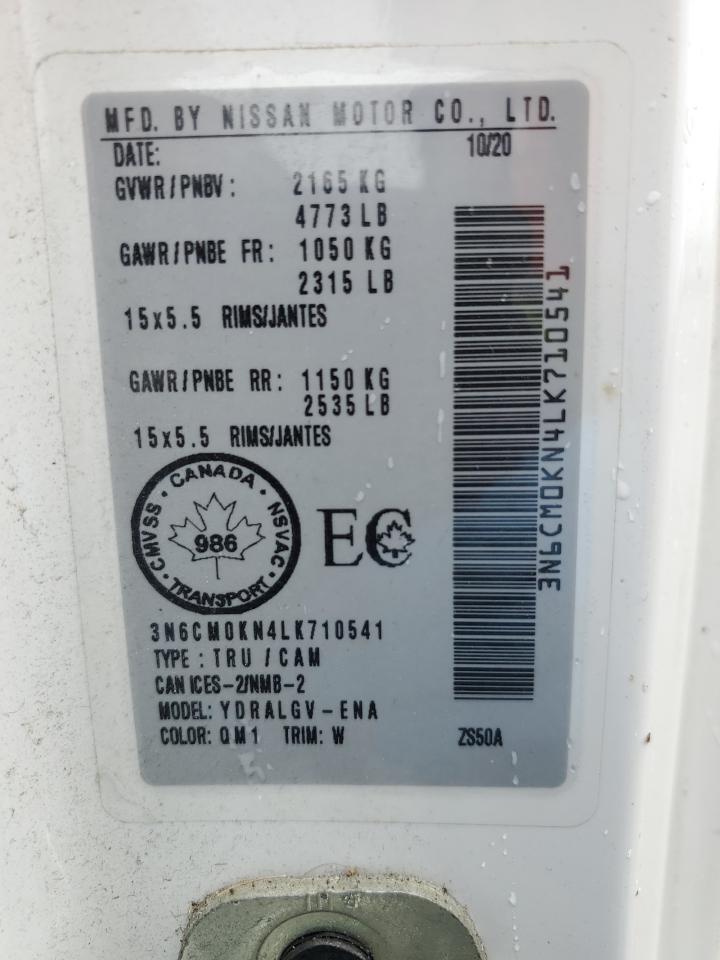 MFD. BY NISSAN MOTOR CO., LTD.
DATE: 10/20
GVWR/PNBV: 2165 KG
4773 LB
GAWR/PNBE FR: 1050 KG
2315 LB
15x5.5 RIMS/JANTES
GAWR/PNBE RR: 1150 KG
2535 LB
15x5.5 RIMS/JANTES
CANADA
CMVSS NSVAC
986
TRANSPORT
EC
3N6CM0KN4LK710541
TYPE: TRU/CAM
CAN ICES-2/NMB-2
MODEL: YDRALGV-ENA
COLOR: QM1 TRIM: W ZS50A
3N6CM0KN4LK710541